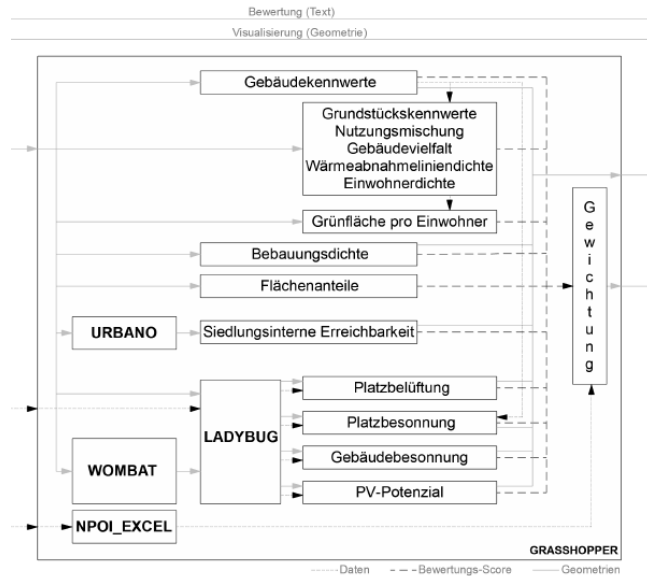 Bewertung (Text)
Visualisierung (Geometrie)
Gebäudekennwerte
Grundstückskennwerte
Nutzungsmischung
Gebäudevielfalt
Wärmeabnahmeliniendichte
Einwohnerdichte
Grünfläche pro Einwohner
Bebauungsdichte
Flächenanteile
URBANO
Siedlungsinterne Erreichbarkeit
Gewichtung
LADYBUG
Platzbelüftung
Platzbesonnung
WOMBAT
Gebäudebesonnung
PV-Potenzial
NPOI_EXCEL
GRASSHOPPER
Daten
Bewertungs-Score
Geometrien